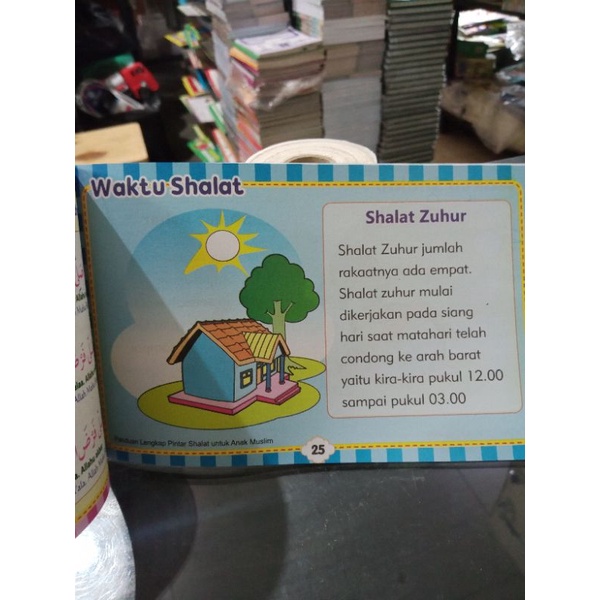 Waktu Shalat
Shalat Zuhur
Shalat Zuhur jumlah
rakaatnya ada empat.
Shalat zuhur mulai
dikerjakan pada siang
hari saat matahari telah
condong ke arah barat
yaitu kira-kira pukul 12.00
sampai pukul 03.00
Panduan Lengkap Pintar Shalat untuk Anak Muslim
25